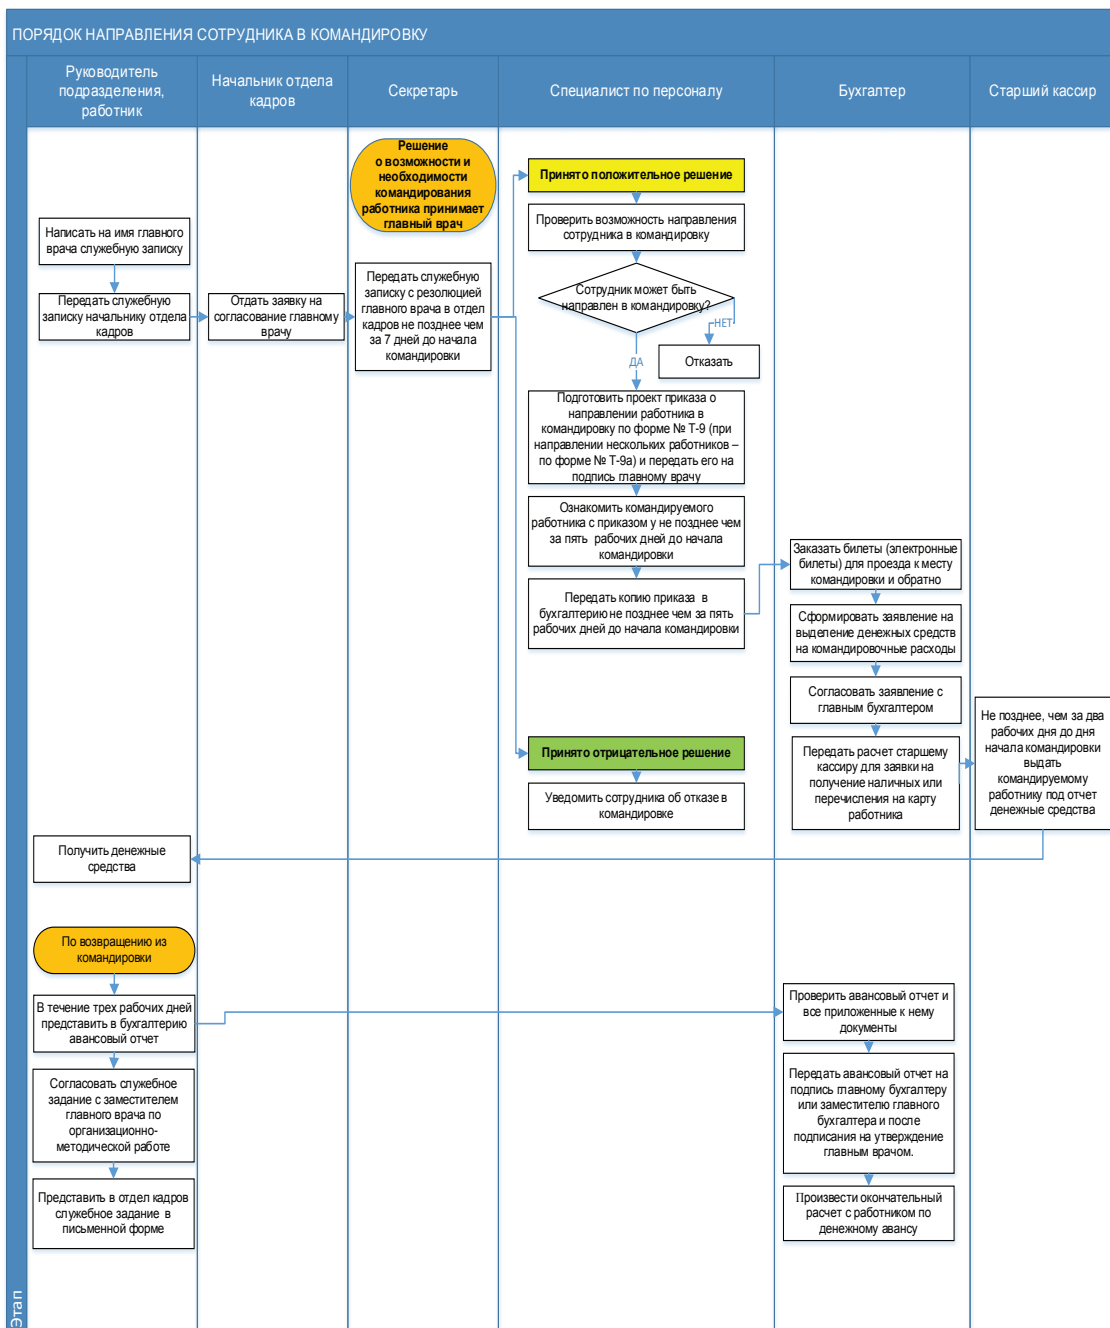 ПОРЯДОК НАПРАВЛЕНИЯ СОТРУДНИКА В КОМАНДИРОВКУ
Руководитель
подразделения,
работник
Начальник отдела
кадров
Секретарь
Специалист по персоналу
Бухгалтер
Старший кассир
Решение
о возможности и
необходимости
командирования
работника принимает
главный врач
Принято положительное решение
Написать на имя главного
врача служебную записку
Проверить возможность направления
сотрудника в командировку
Передать служебную
записку начальнику отдела
кадров
Отдать заявку на
согласование главному
врачу
Передать служебную
записку с резолюцией
главного врача в отдел
кадров не позднее чем
за 7 дней до начала
командировки
Сотрудник может быть
направлен в командировку?
НЕТ
ДА
Отказать
Подготовить проект приказа о
направлении работника в
командировку по форме № Т-9 (при
направлении нескольких работников –
по форме № Т-9а) и передать его на
подпись главному врачу
Ознакомить командируемого
работника с приказом у не позднее чем
за пять рабочих дней до начала
командировки
Передать копию приказа в
бухгалтерию не позднее чем за пять
рабочих дней до начала командировки
Заказать билеты (электронные
билеты) для проезда к месту
командировки и обратно
Сформировать заявление на
выделение денежных средств
на командировочные расходы
Согласовать заявление с
главным бухгалтером
Передать расчет старшему
кассиру для заявки на
получение наличных или
перечисления на карту
работника
Не позднее, чем за два
рабочих дня до дня
начала командировки
выдать
командируемому
работнику под отчет
денежные средства
Принято отрицательное решение
Уведомить сотрудника об отказе в
командировке
Получить денежные
средства
По возвращению из
командировки
В течение трех рабочих дней
представить в бухгалтерию
авансовый отчет
Согласовать служебное
задание с заместителем
главного врача по
организационно-
методической работе
Представить в отдел кадров
служебное задание в
письменной форме
Проверить авансовый отчет и
все приложенные к нему
документы
Передать авансовый отчет на
подпись главному бухгалтеру
или заместителю главного
бухгалтера и после
подписания на утверждение
главным врачом.
Произвести окончательный
расчет с работником по
денежному авансу
Этап